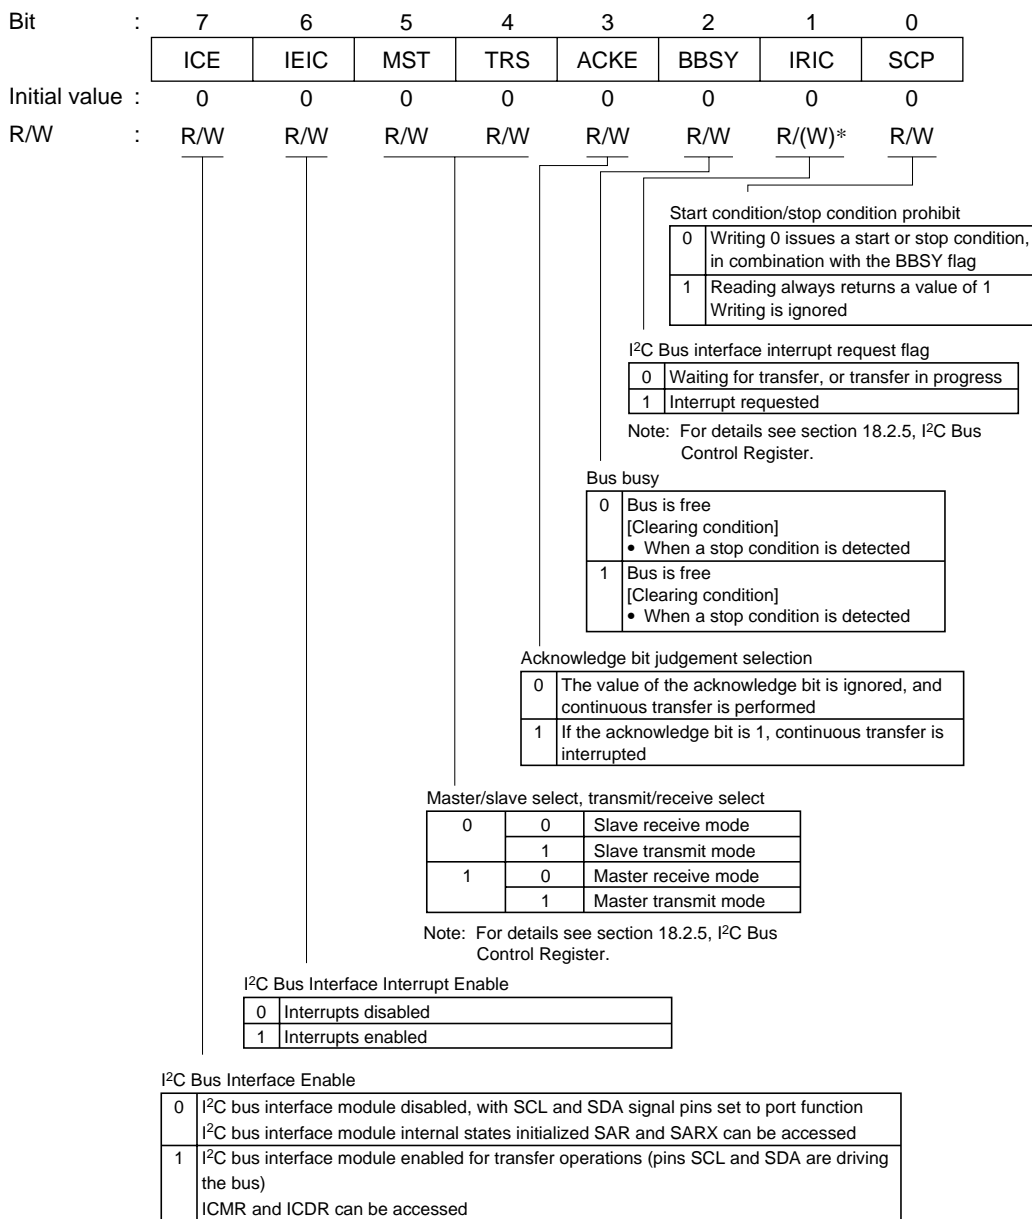 Bit : 7 6 5 4 3 2 1 0
ICE IEIC MST TRS ACKE BBSY IRIC SCP
Initial value : 0 0 0 0 0 0 0 0
R/W : R/W R/W R/W R/W R/W R/W R/(W)* R/W
Start condition/stop condition prohibit
0 Writing 0 issues a start or stop condition,
in combination with the BBSY flag
1 Reading always returns a value of 1
Writing is ignored
I2C Bus interface interrupt request flag
0 Waiting for transfer, or transfer in progress
1 Interrupt requested
Note: For details see section 18.2.5, I2C Bus
Control Register.
Bus busy
0 Bus is free
[Clearing condition]
• When a stop condition is detected
1 Bus is free
[Clearing condition]
• When a stop condition is detected
Acknowledge bit judgement selection
0 The value of the acknowledge bit is ignored, and
continuous transfer is performed
1 If the acknowledge bit is 1, continuous transfer is
interrupted
Master/slave select, transmit/receive select
0 0 Slave receive mode
1 Slave transmit mode
1 0 Master receive mode
1 Master transmit mode
Note: For details see section 18.2.5, I2C Bus
Control Register.
I2C Bus Interface Interrupt Enable
0 Interrupts disabled
1 Interrupts enabled
I2C Bus Interface Enable
0 I2C bus interface module disabled, with SCL and SDA signal pins set to port function
I2C bus interface module internal states initialized SAR and SARX can be accessed
1 I2C bus interface module enabled for transfer operations (pins SCL and SDA are driving
the bus)
ICMR and ICDR can be accessed